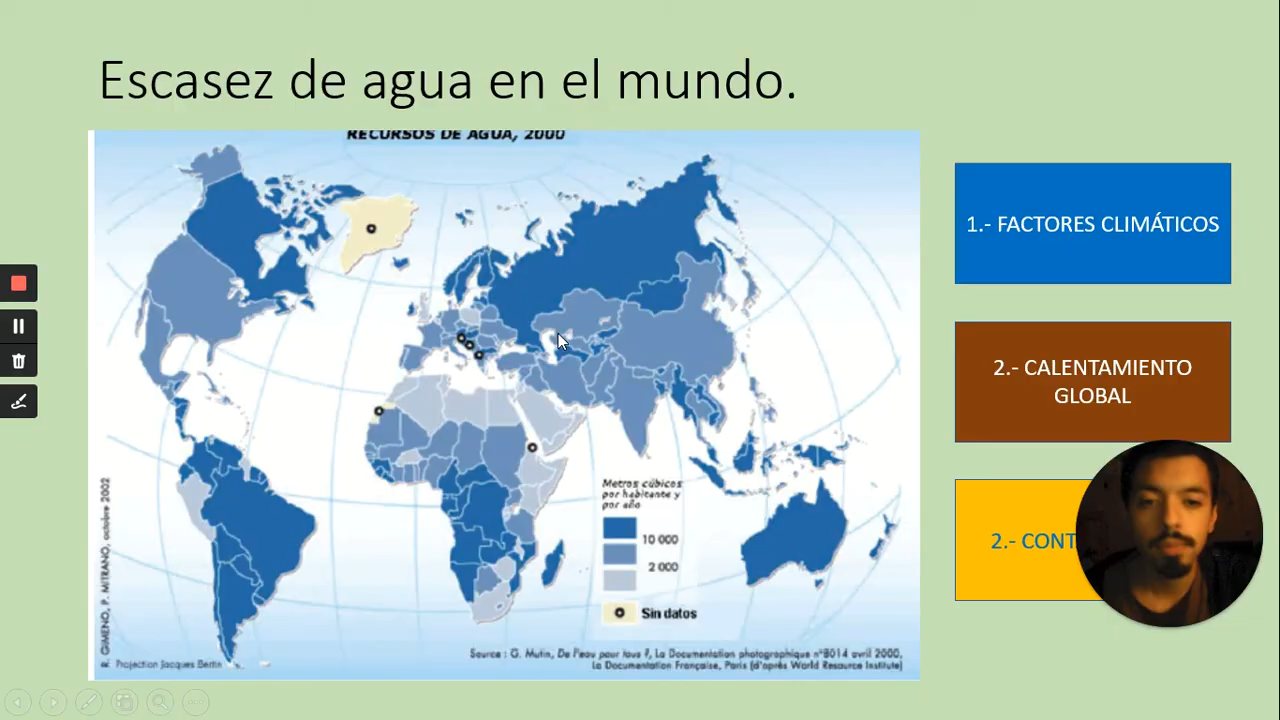 Escasez de agua en el mundo.
RECURSOS DE AGUA, 2000
1.- FACTORES CLIMÁTICOS
2.- CALENTAMIENTO
GLOBAL
2.- CONT
Metros cúbicos
por habitante y
por año
10 000
2 000
Sin datos
R. GIMENO, P. MITRANO, octobre 2002
Projection Jacques Bertin
Source : G. Mutin, De l'eau pour tous ?, La Documentation photographique n°8014 avril 2000,
La Documentation Française, Paris (d'après World Resource Institute)